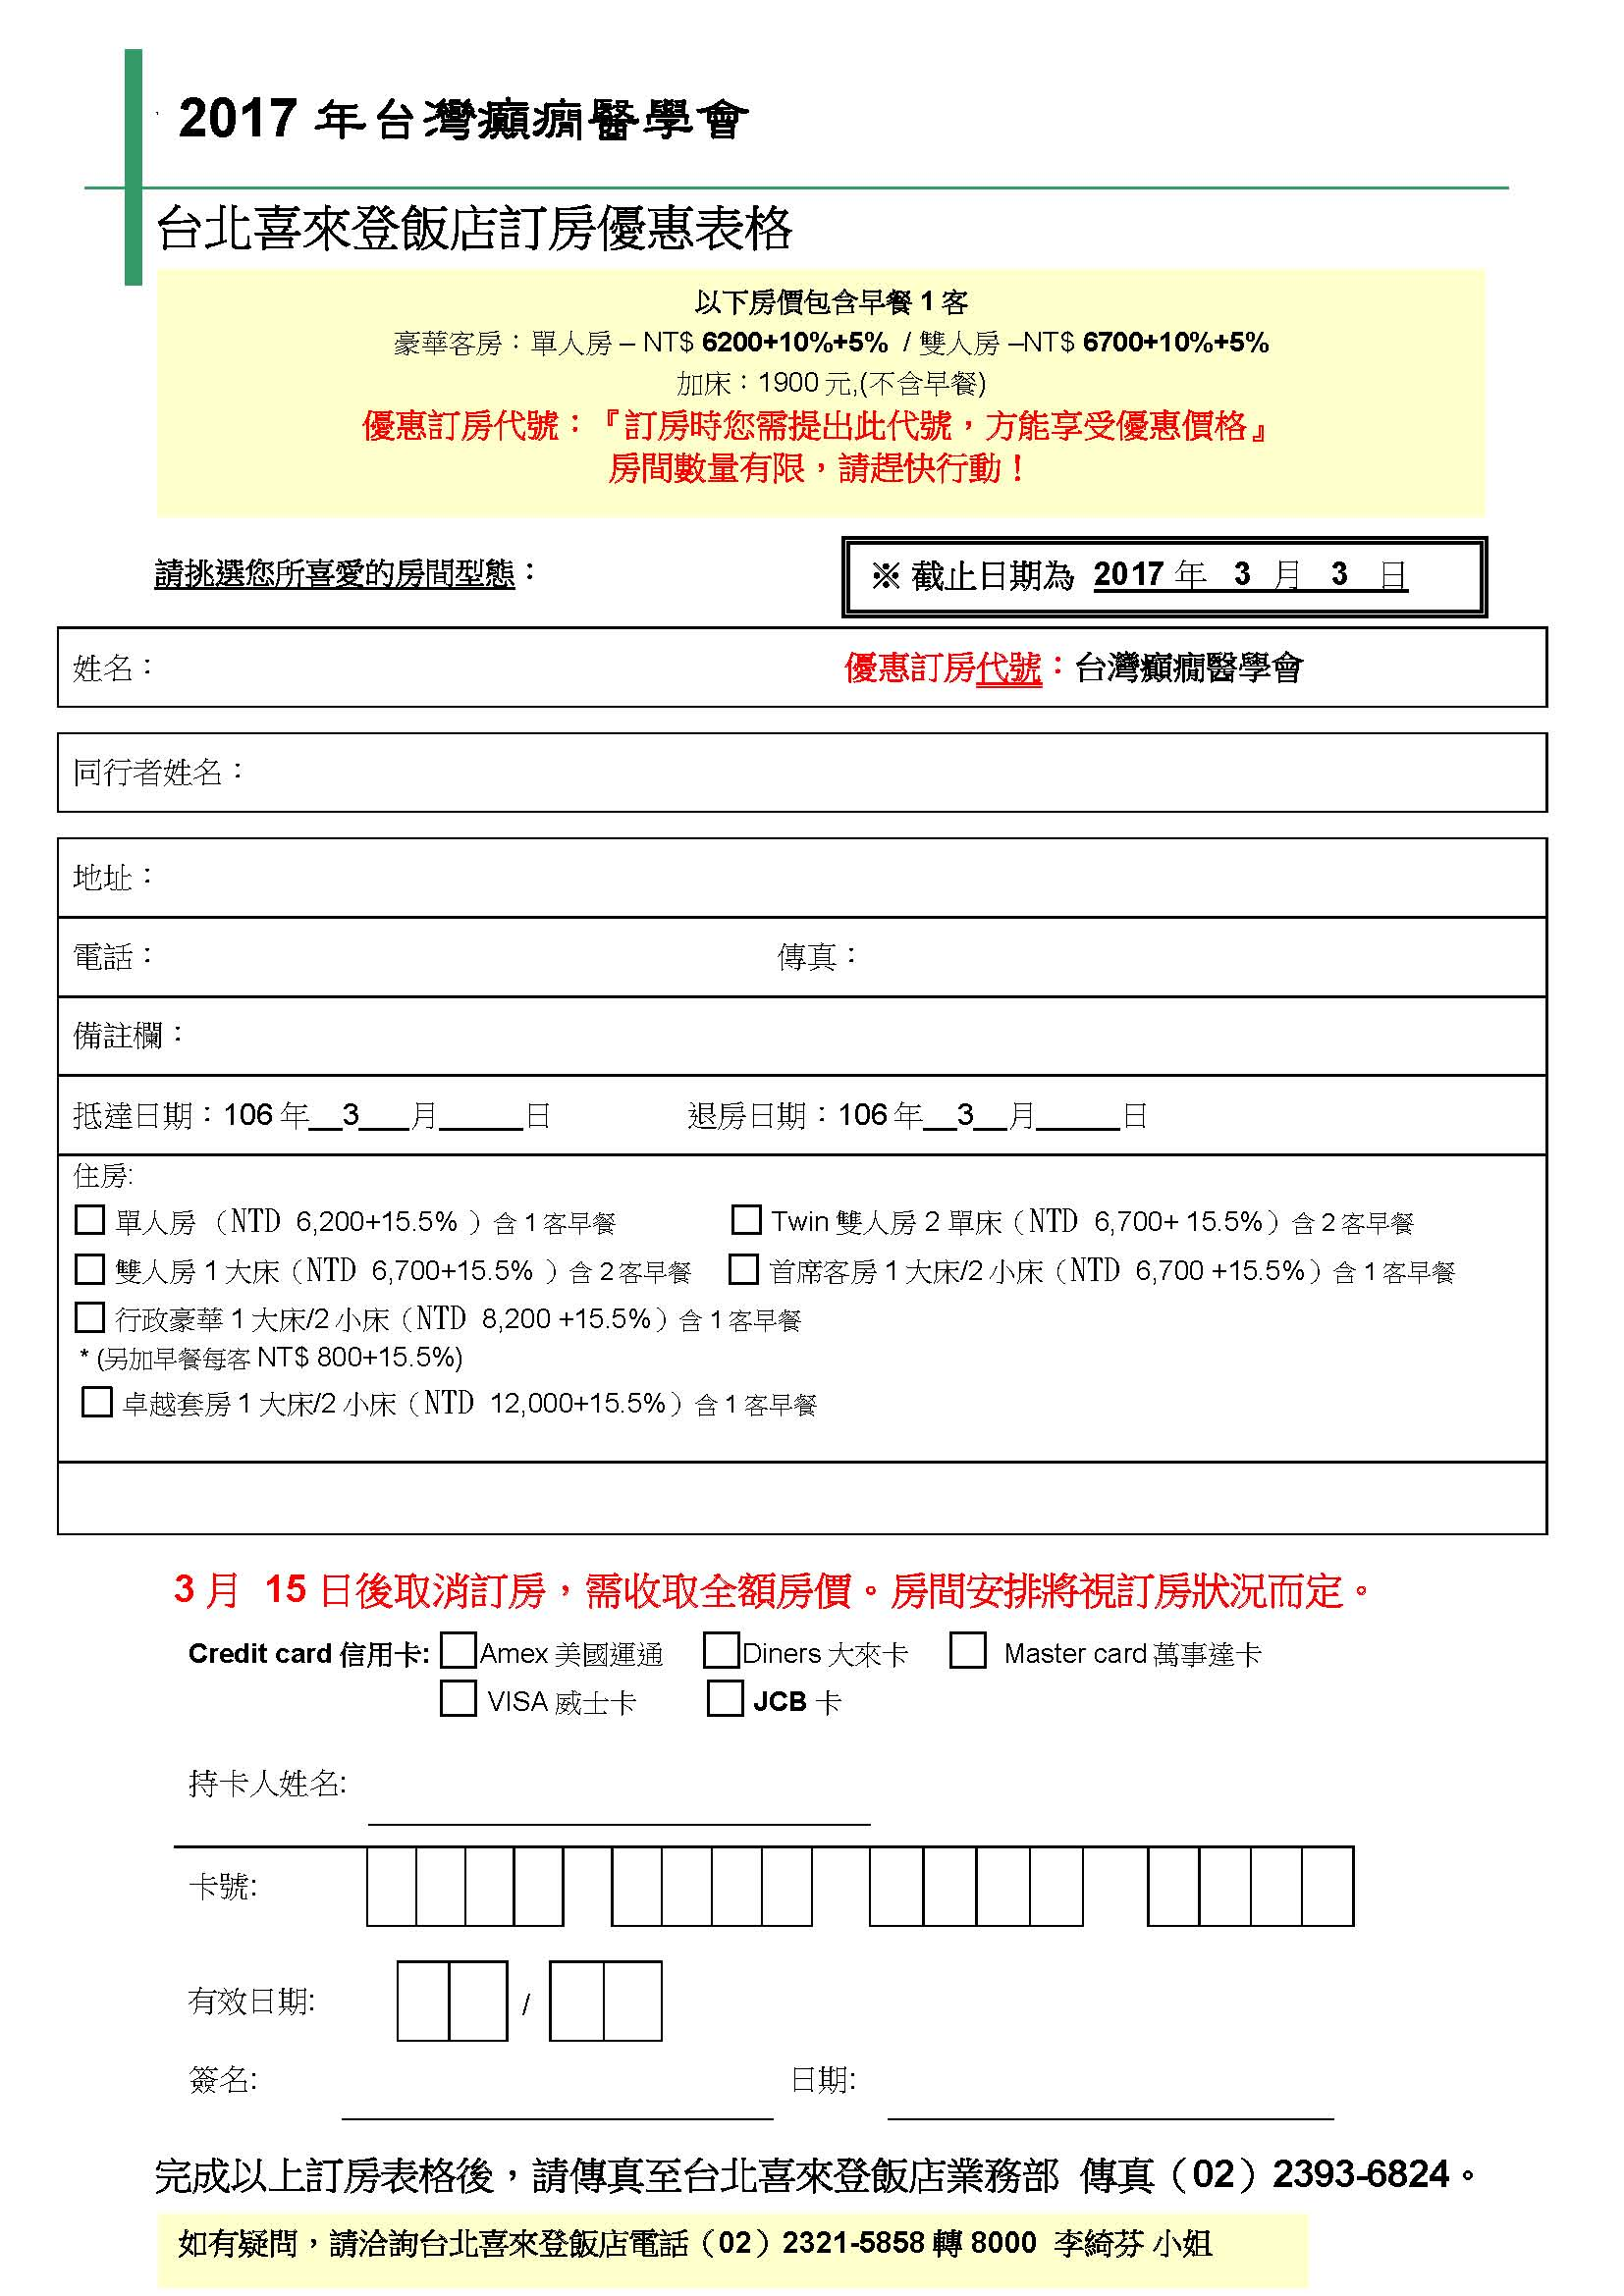 2017 年台灣癲癇醫學會
台北喜來登飯店訂房優惠表格
以下房價包含早餐 1 客
豪華客房：單人房 – NT$ 6200+10%+5% / 雙人房 –NT$ 6700+10%+5%
加床：1900 元,(不含早餐)
優惠訂房代號：『訂房時您需提出此代號，方能享受優惠價格』
房間數量有限，請趕快行動！
請挑選您所喜愛的房間型態：
※ 截止日期為 2017 年 3 月 3 日
姓名： 優惠訂房代號：台灣癲癇醫學會
同行者姓名：
地址：
電話： 傳真：
備註欄：
抵達日期：106 年__3___月_____日 退房日期：106 年__3__月_____日
住房:
□ 單人房 （NTD 6,200+15.5% ）含 1 客早餐 □ Twin 雙人房 2 單床（NTD 6,700+ 15.5%）含 2 客早餐
□ 雙人房 1 大床（NTD 6,700+15.5% ）含 2 客早餐 □ 首席客房 1 大床/2 小床（NTD 6,700 +15.5%）含 1 客早餐
□ 行政豪華 1 大床/2 小床（NTD 8,200 +15.5%）含 1 客早餐
* (另加早餐每客 NT$ 800+15.5%)
□ 卓越套房 1 大床/2 小床（NTD 12,000+15.5%）含 1 客早餐
3 月 15 日後取消訂房，需收取全額房價。房間安排將視訂房狀況而定。
Credit card 信用卡: □Amex 美國運通 □Diners 大來卡 □ Master card 萬事達卡
□ VISA 威士卡 □ JCB 卡
持卡人姓名:
卡號:
有效日期: /
簽名: 日期:
完成以上訂房表格後，請傳真至台北喜來登飯店業務部 傳真（02）2393-6824。
如有疑問，請洽詢台北喜來登飯店電話（02）2321-5858 轉 8000 李綺芬 小姐